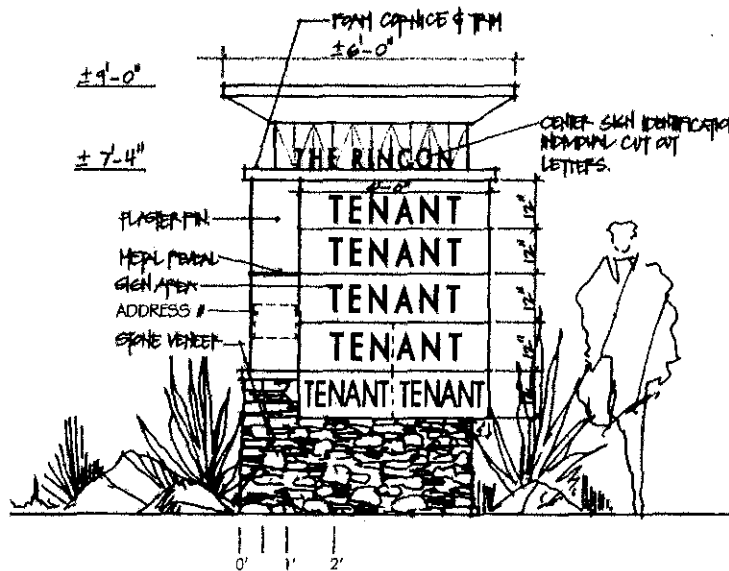 FOAM CORNICE & TRIM
±6'-0"
±9'-0"
CENTER SIGN IDENTIFICATION
INDIVIDUAL CUT OUT
LETTERS.
±7'-4"
THE RINCON
4'-0"
PLASTER FIN.
TENANT
12"
METAL REVEAL
TENANT
12"
SIGN AREA
TENANT
12"
ADDRESS #
STONE VENEER
TENANT
12"
TENANT TENANT
0' 1' 2'